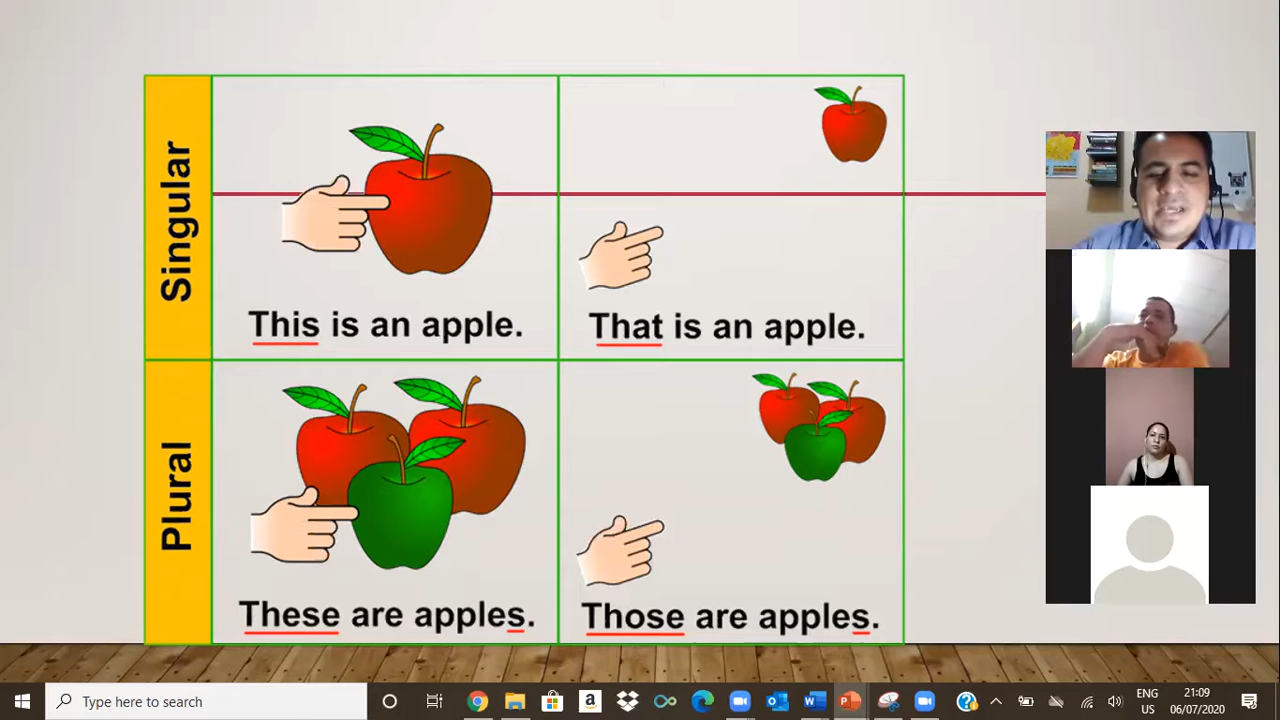 Singular
This is an apple.
That is an apple.
Plural
These are apples.
Those are apples.
Type here to search
ENG
US
21:09
06/07/2020